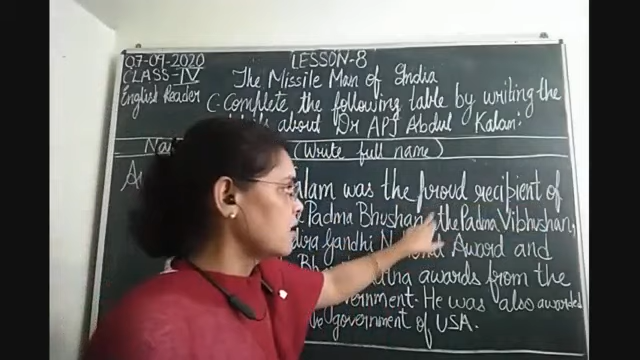 07-09-2020 LESSON-8
CLASS-IV The Missile Man of India
English Reader C. Complete the following table by writing the
about Dr APJ Abdul Kalam.
(Write full name)
was the proud recipient of
Padma Bhushan, the Padma Vibhushan,
Gandhi Award and
awards from the
He was also awarded
government of USA.